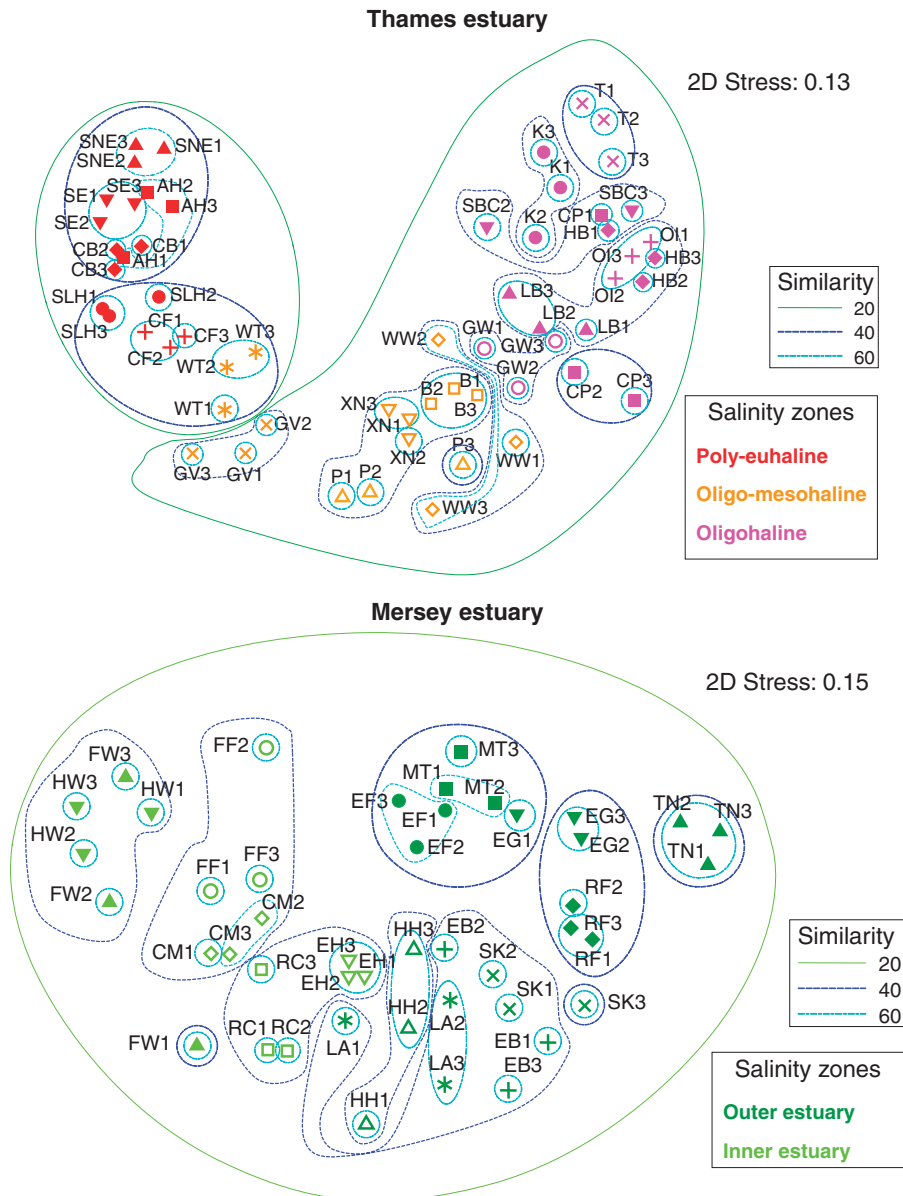 Thames estuary
2D Stress: 0.13
T1
T2
T3
K3
K1
K2
SNE3
SNE1
SNE2
SE3
SE1
AH2
AH3
SE2
SBC2
SBC3
CP1
HB1
OI1
OI3
HB3
HB2
OI2
CB2
CB1
CB3
AH1
SLH1
SLH2
SLH3
CF1
CF3
CF2
WT3
WT2
WT1
LB3
LB2
LB1
WW2
GW1
GW3
GW2
CP2
CP3
B2
B1
B3
XN3
XN1
XN2
GV2
GV3
GV1
P3
P1
P2
WW1
WW3
Similarity
20
40
60
Salinity zones
Poly-euhaline
Oligo-mesohaline
Oligohaline
Mersey estuary
2D Stress: 0.15
FW3
HW3
HW1
HW2
FW2
FF2
FF1
FF3
CM2
CM3
CM1
MT3
MT1
MT2
EF3
EF1
EF2
EG1
EG3
EG2
TN2
TN3
TN1
RF2
RF3
RF1
RC3
EH3
EH1
EH2
HH3
EB2
SK2
SK1
SK3
HH2
LA2
FW1
RC1
RC2
LA1
LA3
EB1
EB3
HH1
Similarity
20
40
60
Salinity zones
Outer estuary
Inner estuary